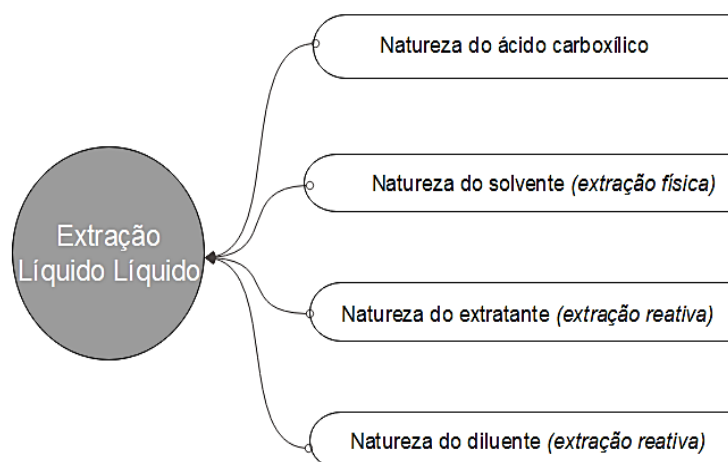 Natureza do ácido carboxílico
Natureza do solvente (extração física)
Extração
Líquido Líquido
Natureza do extratante (extração reativa)
Natureza do diluente (extração reativa)